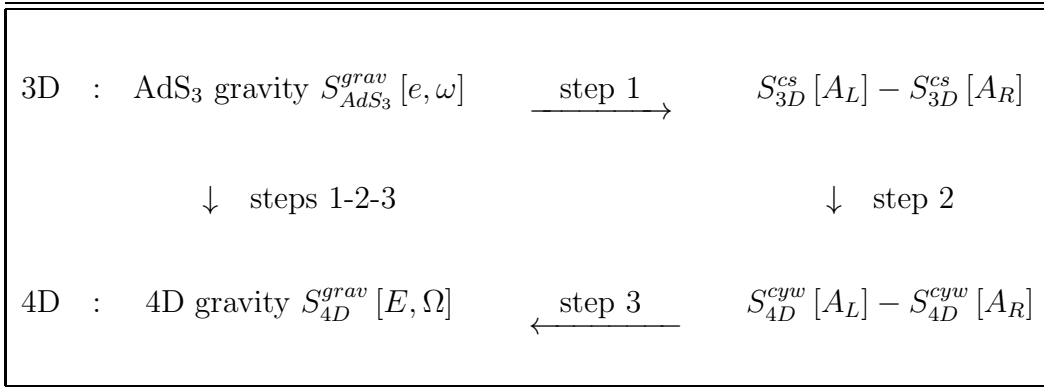 3D : AdS₃ gravity S^{grav}_{AdS₃} [e, ω] step 1 → S^{cs}_{3D} [A_L] − S^{cs}_{3D} [A_R]
↓ steps 1-2-3 ↓ step 2
4D : 4D gravity S^{grav}_{4D} [E, Ω] step 3 ← S^{cyw}_{4D} [A_L] − S^{cyw}_{4D} [A_R]